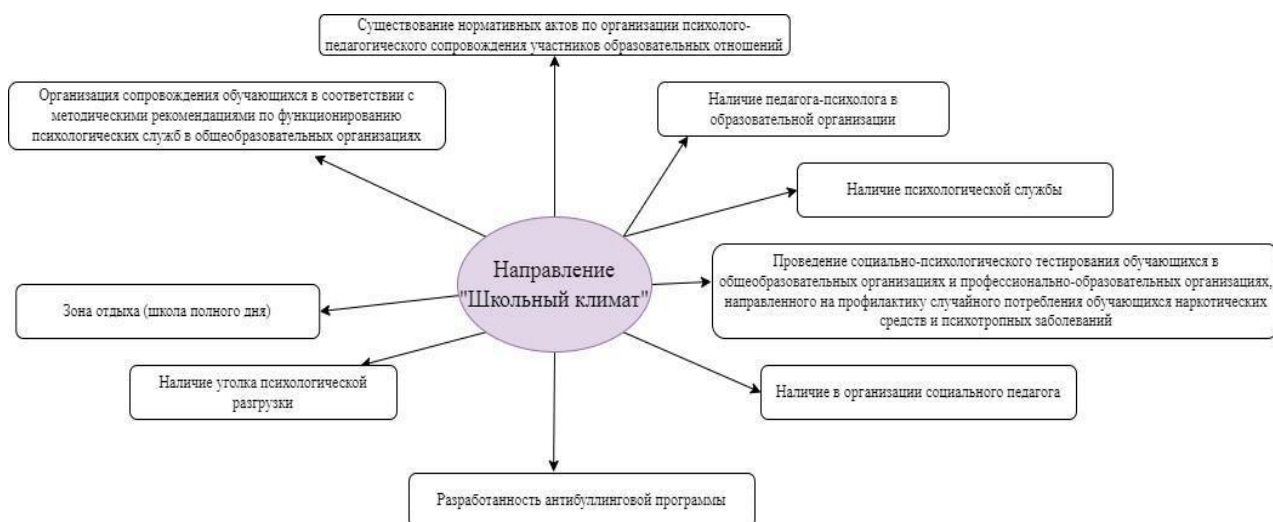 Существование нормативных актов по организации психолого-
педагогического сопровождения участников образовательных отношений
Организация сопровождения обучающихся в соответствии с
методическими рекомендациями по функционированию
психологических служб в общеобразовательных организациях
Наличие педагога-психолога в
образовательной организации
Наличие психологической службы
Направление
"Школьный климат"
Проведение социально-психологического тестирования обучающихся в
общеобразовательных организациях и профессионально-образовательных организациях,
направленного на профилактику случайного потребления обучающихся наркотических
средств и психотропных заболеваний
Зона отдыха (школа полного дня)
Наличие уголка психологической
разгрузки
Наличие в организации социального педагога
Разработанность антибуллинговой программы